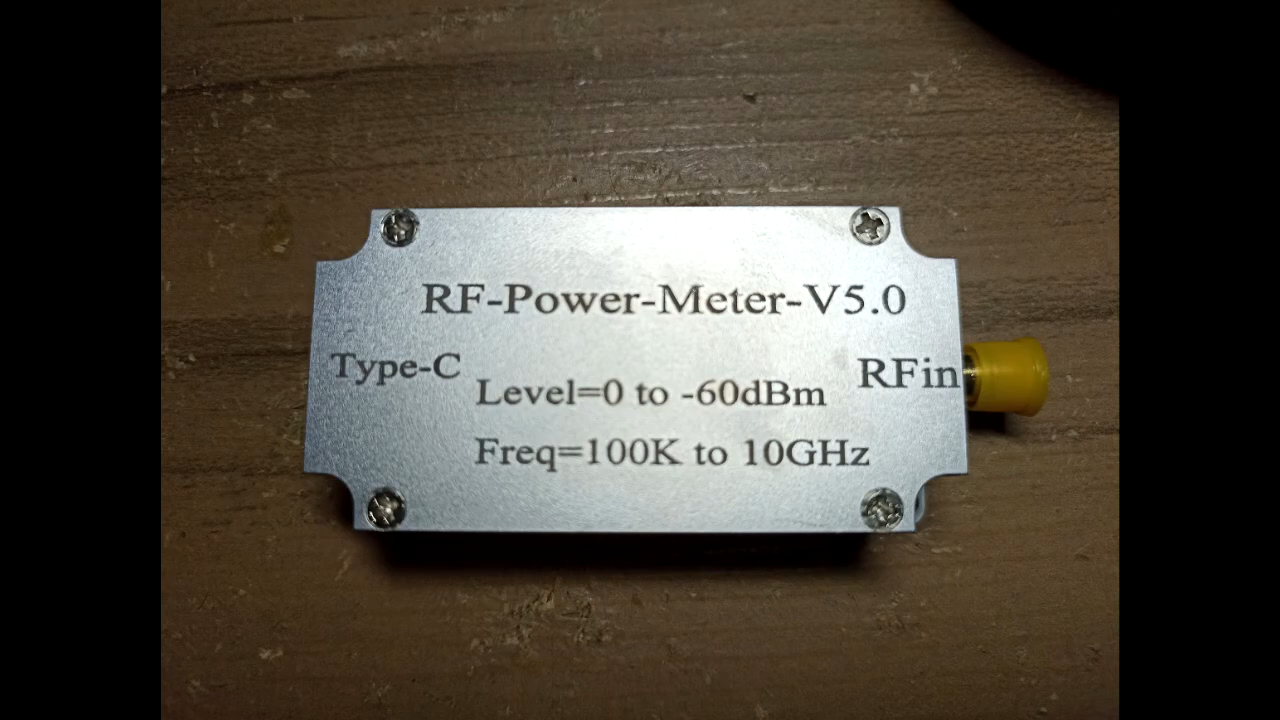 RF-Power-Meter-V5.0
Type-C
RFin
Level=0 to -60dBm
Freq=100K to 10GHz